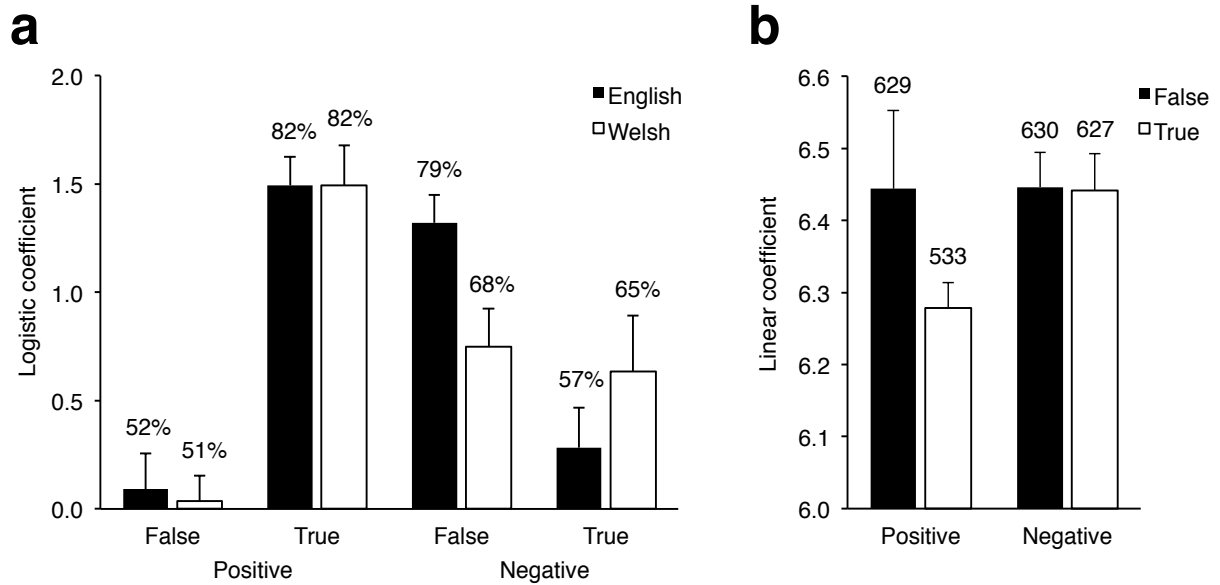 a
2.0
1.5
1.0
0.5
0.0
Logistic coefficient
English
Welsh
52%
51%
82%
82%
79%
68%
57%
65%
False
True
False
True
Positive
Negative
b
6.6
6.5
6.4
6.3
6.2
6.1
6.0
Linear coefficient
False
True
629
533
630
627
Positive
Negative